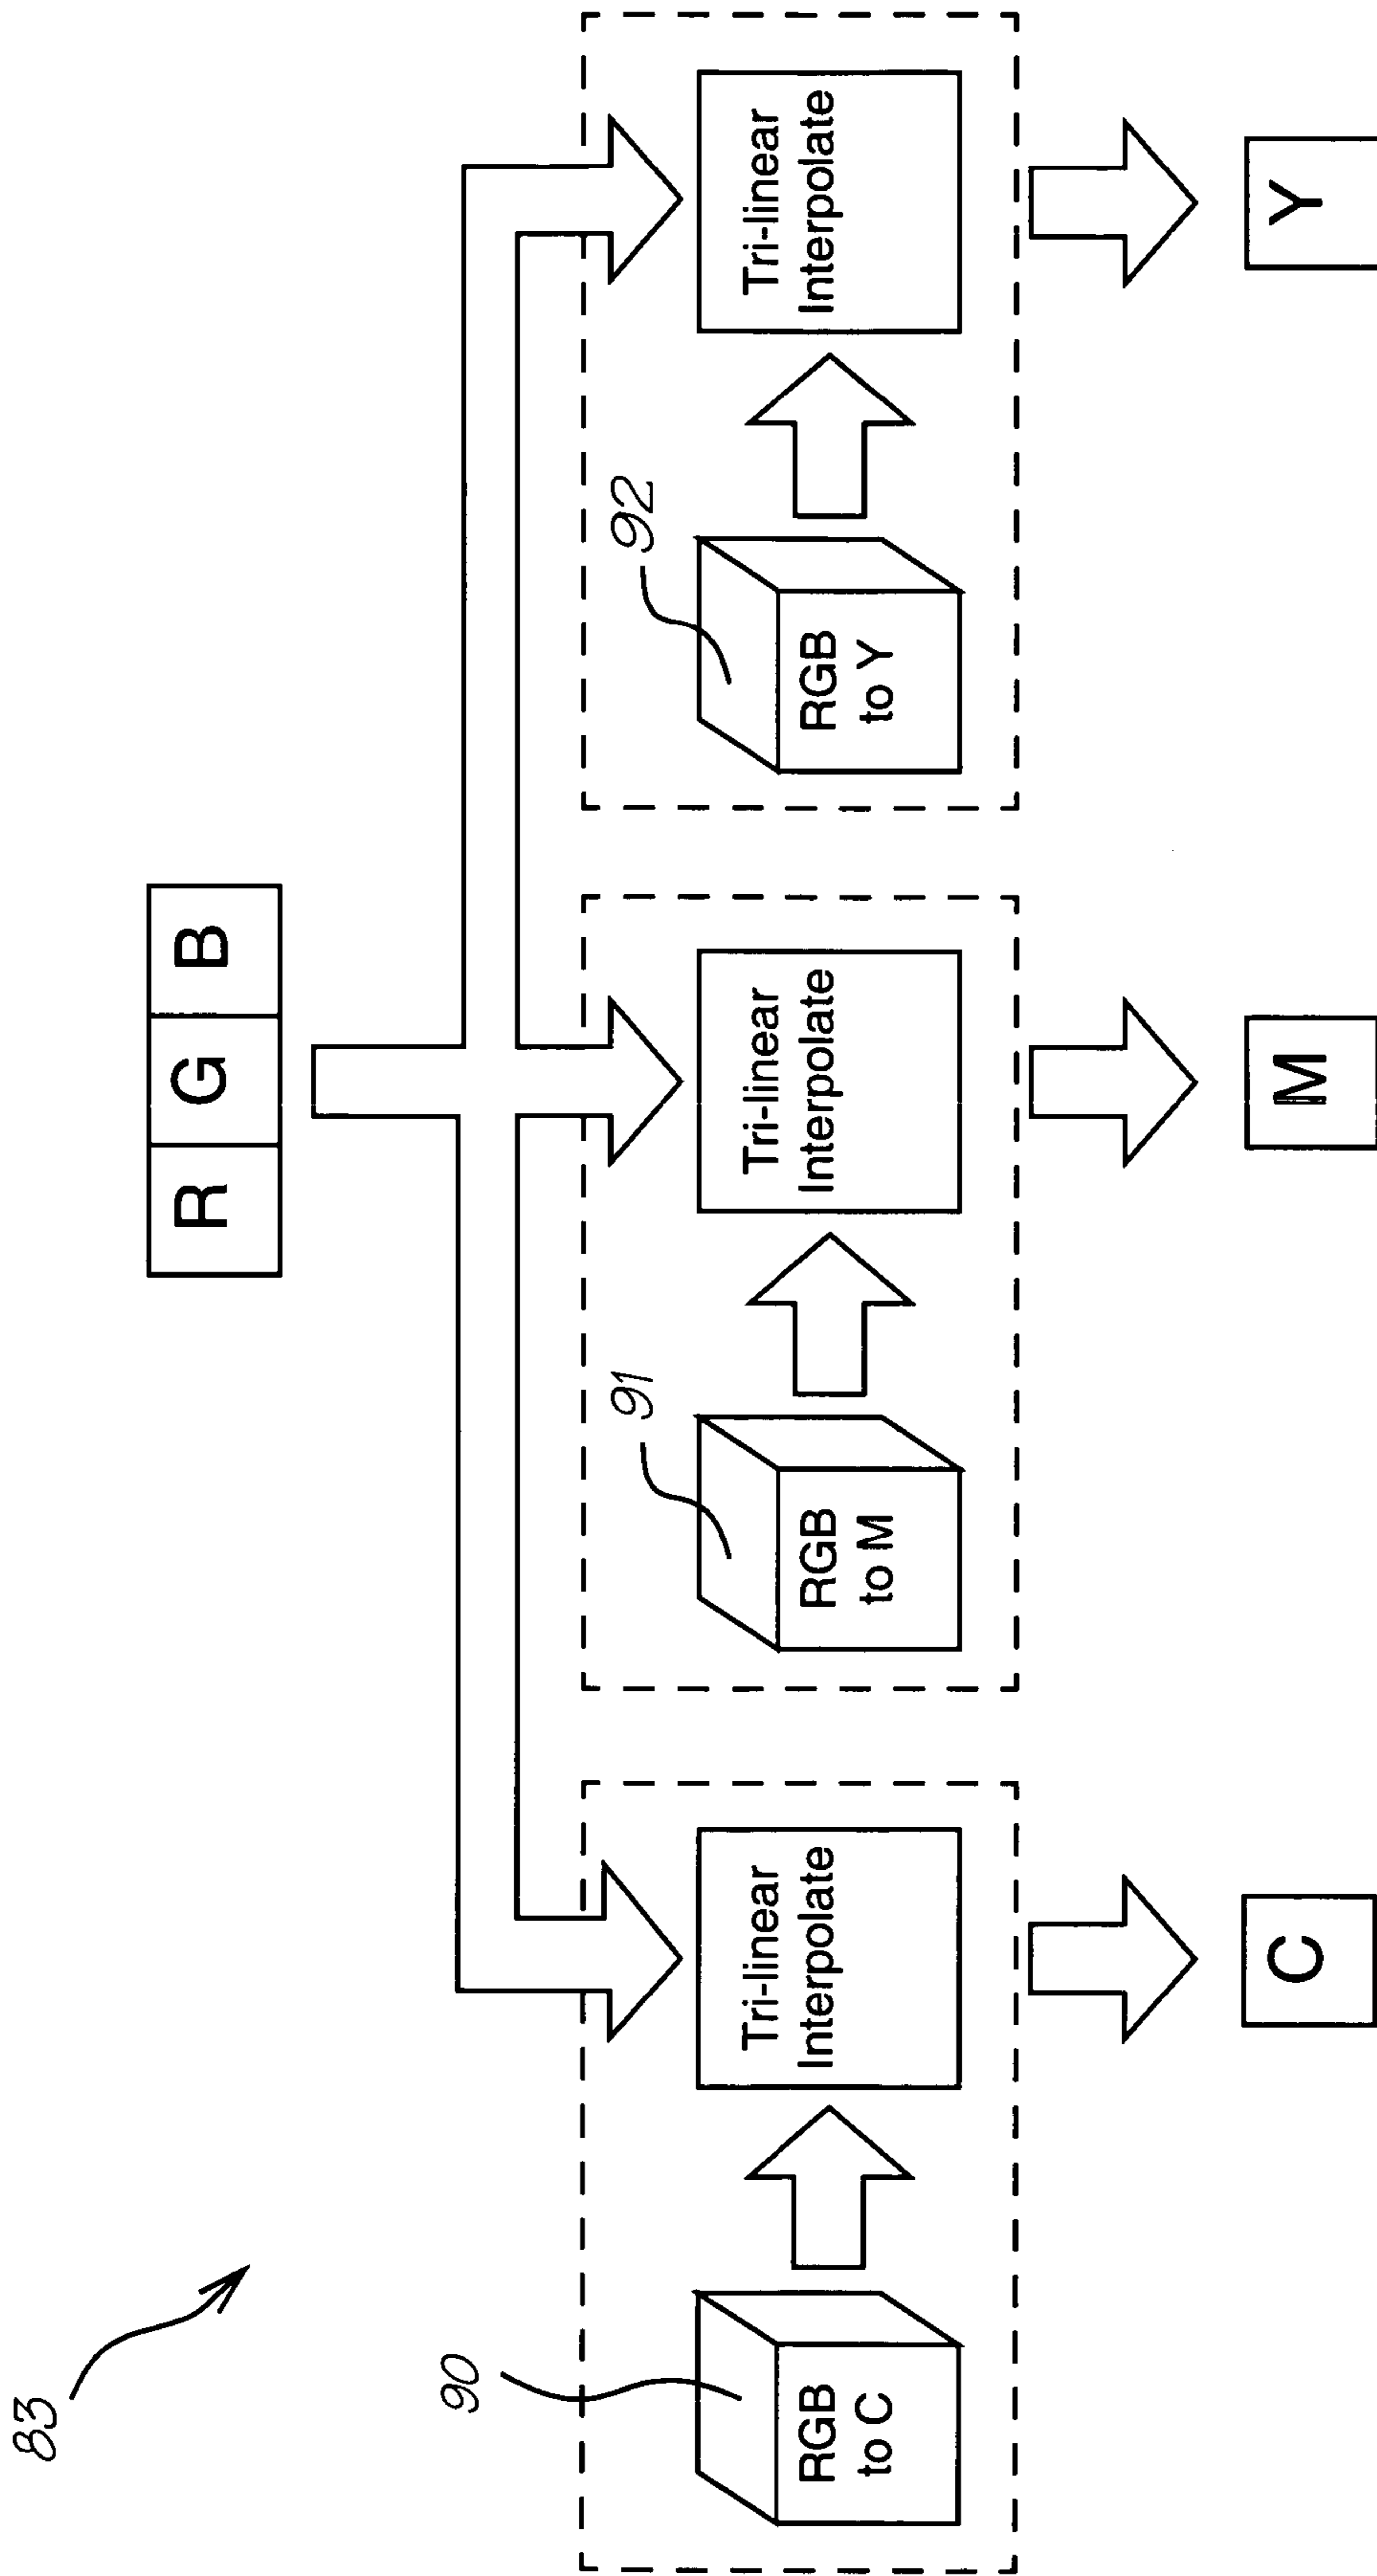 83
R G B
90
RGB
to C
Tri-linear
Interpolate
91
RGB
to M
Tri-linear
Interpolate
92
RGB
to Y
Tri-linear
Interpolate
C
M
Y